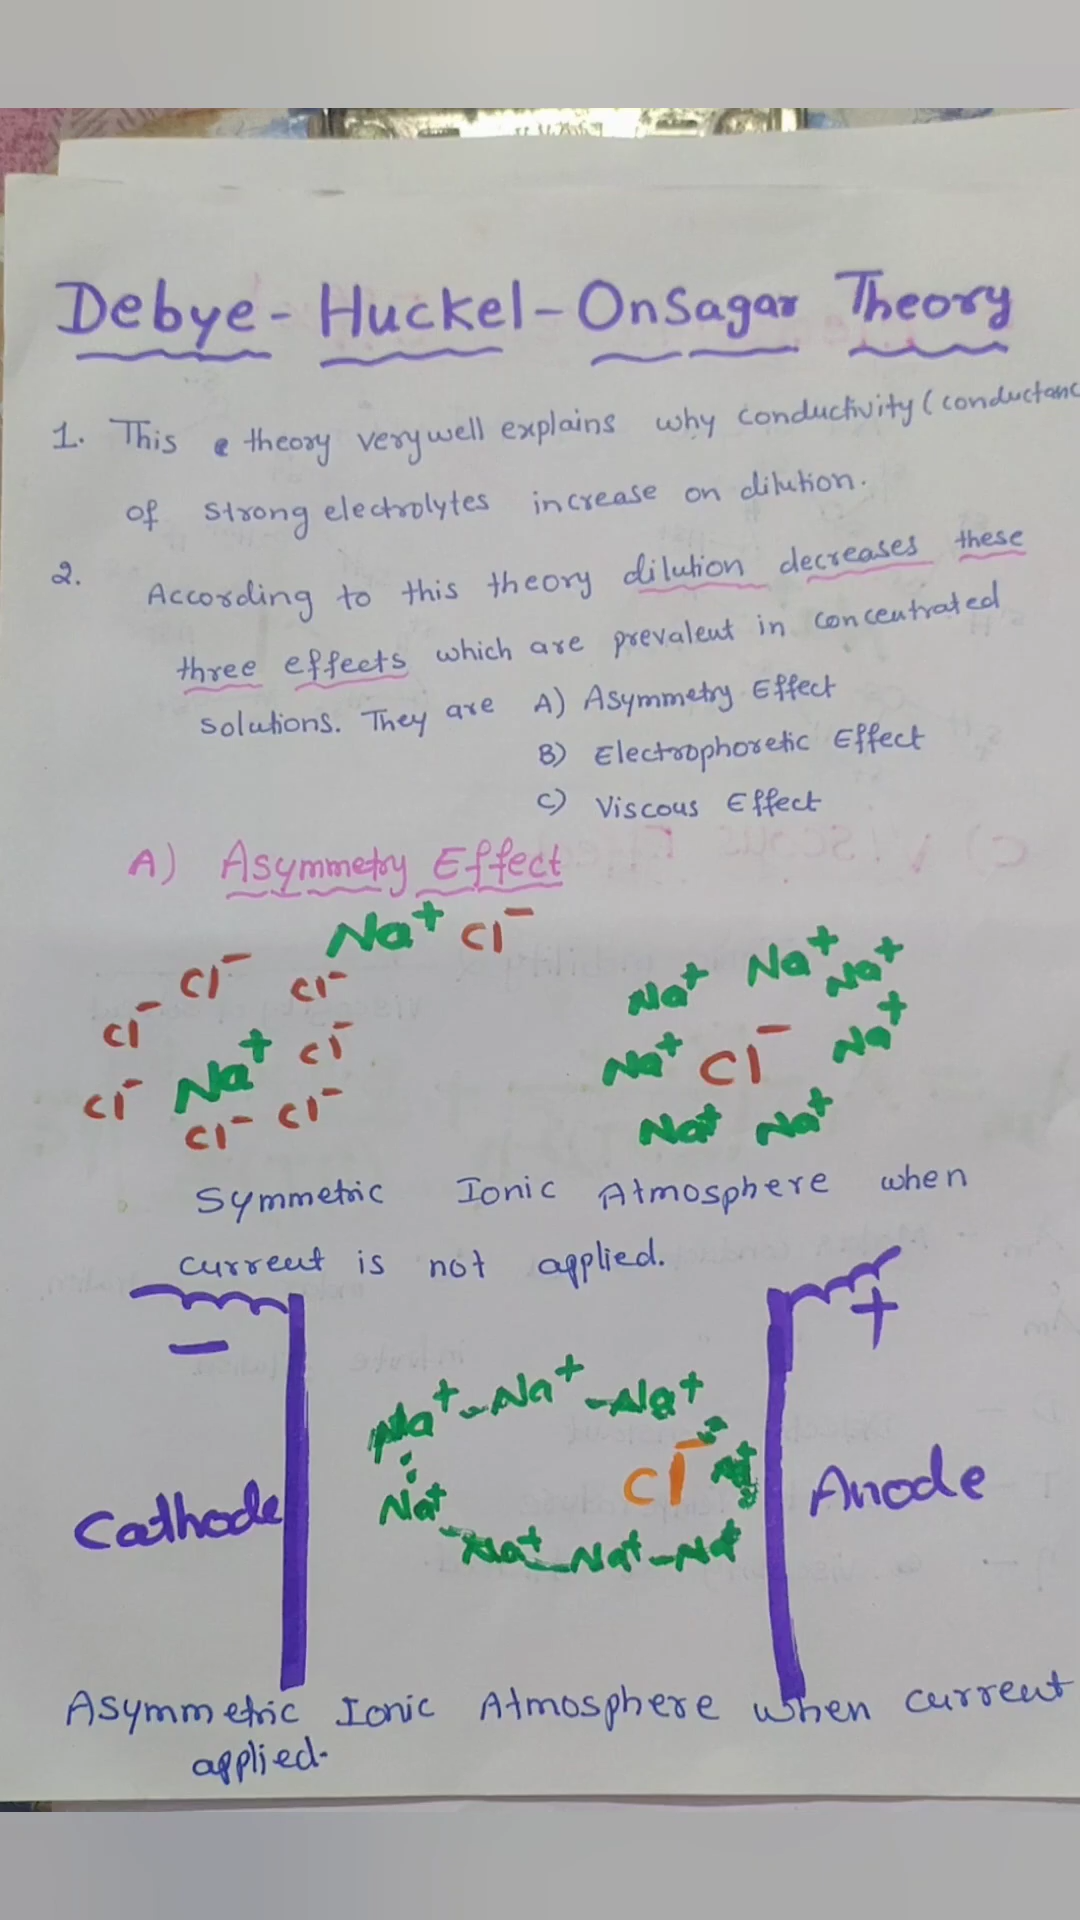 Debye-Huckel-Onsagar Theory
1. This theory very well explains why conductivity (conductanc
of strong electrolytes increase on dilution.
2. According to this theory dilution decreases these
three effects which are prevalent in concentrated
solutions. They are A) Asymmetry Effect
B) Electrophoretic Effect
C) Viscous Effect
A) Asymmetry Effect
Na+ Cl-
Cl- Cl- Na+ Na+ Na+
Cl- Na+ Cl- Na+ Cl- Na+
Cl- Cl- Cl- Na+ Na+
Symmetric Ionic Atmosphere when
current is not applied.
- +
Na+-Na+-Na+
Na+ Cl- Na+
Na+-Na+-Na+
Cathode Anode
Asymmetric Ionic Atmosphere when current
applied.